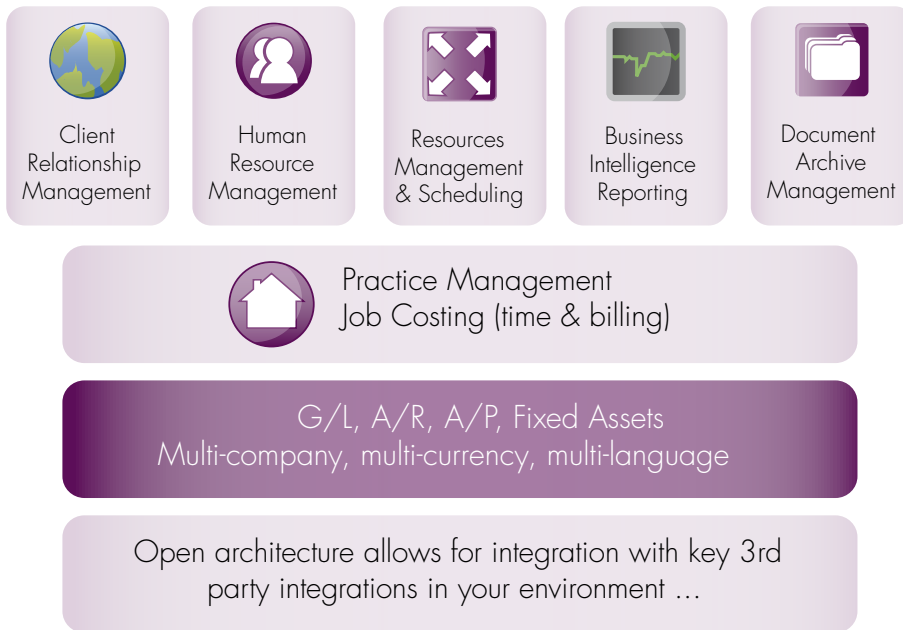 Client
Relationship
Management
Human
Resource
Management
Resources
Management
& Scheduling
Business
Intelligence
Reporting
Document
Archive
Management
Practice Management
Job Costing (time & billing)
G/L, A/R, A/P, Fixed Assets
Multi-company, multi-currency, multi-language
Open architecture allows for integration with key 3rd
party integrations in your environment ...